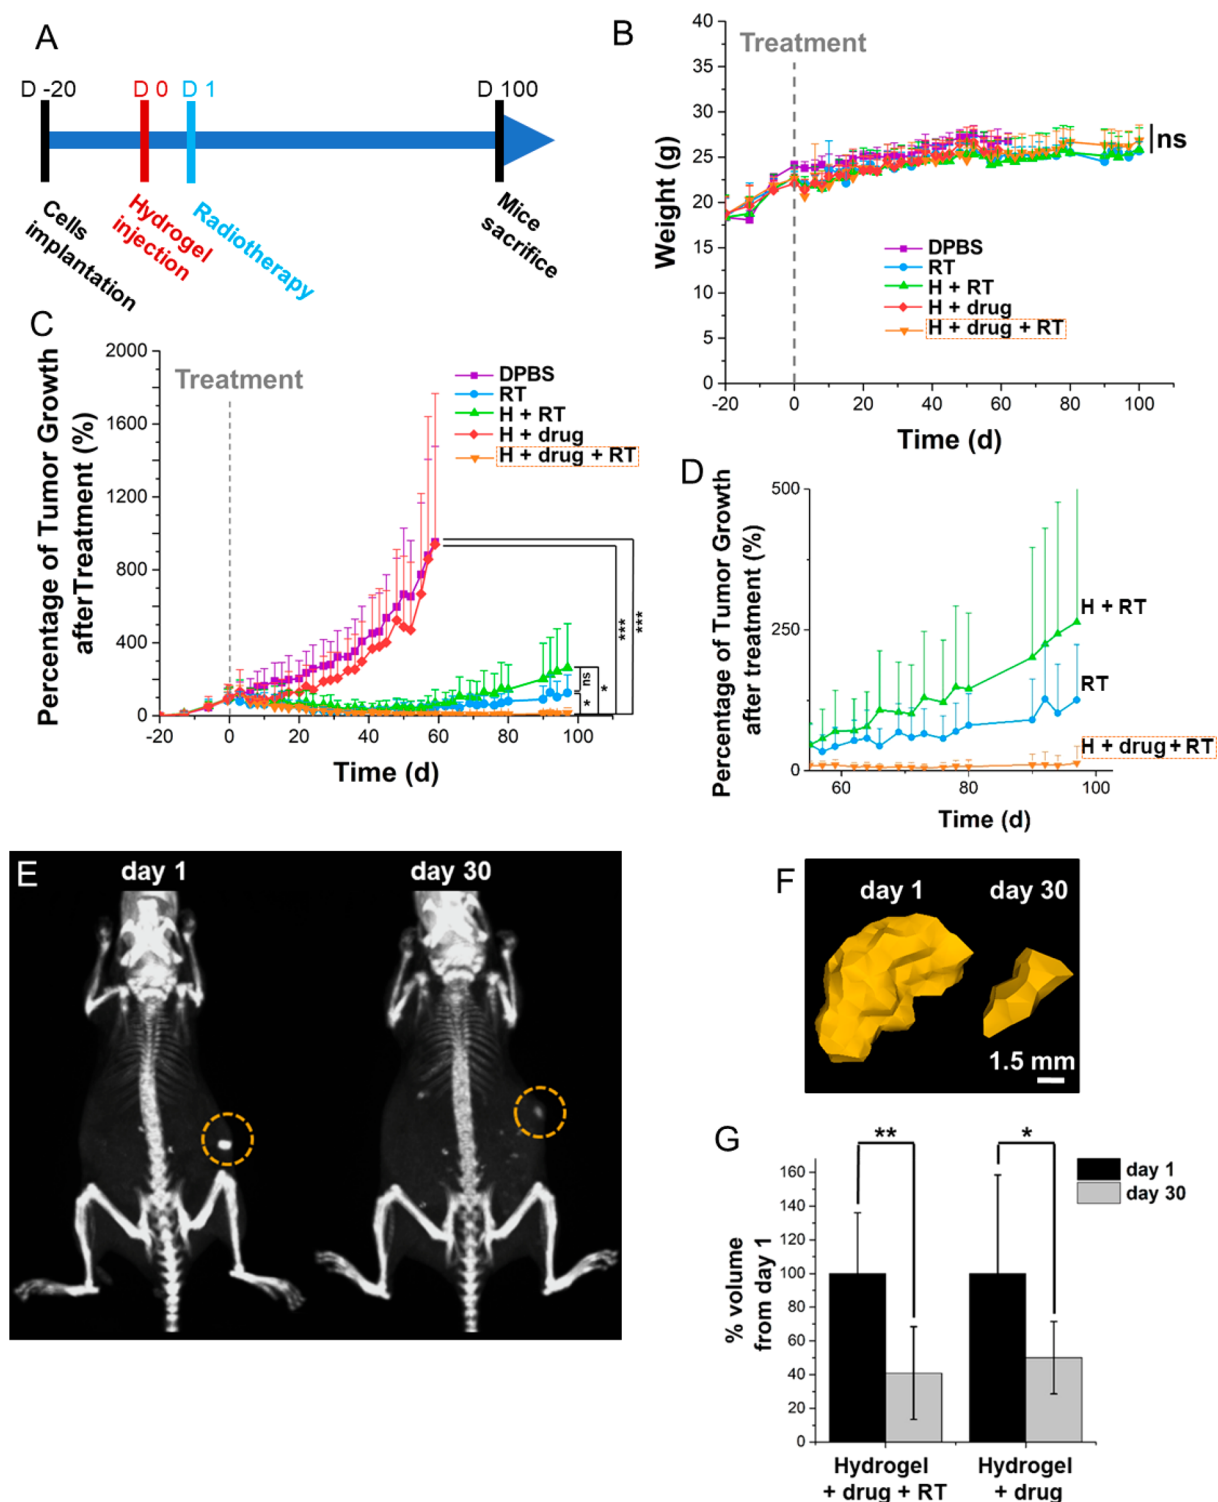 A
D -20
D 0
D 1
D 100
Cells
implantation
Hydrogel
injection
Radiotherapy
Mice
sacrifice
B
Treatment
Weight (g)
40
35
30
25
20
15
10
5
0
ns
DPBS
RT
H + RT
H + drug
H + drug + RT
-20
0
20
40
60
80
100
Time (d)
C
Percentage of Tumor Growth
afterTreatment (%)
2000
1600
1200
800
400
0
Treatment
DPBS
RT
H + RT
H + drug
H + drug + RT
***
***
ns
*
*
-20
0
20
40
60
80
100
Time (d)
D
Percentage of Tumor Growth
after treatment (%)
500
250
0
H + RT
RT
H + drug + RT
60
80
100
Time (d)
E
day 1
day 30
F
day 1
day 30
1.5 mm
G
% volume
from day 1
160
140
120
100
80
60
40
20
0
**
*
day 1
day 30
Hydrogel
+ drug + RT
Hydrogel
+ drug